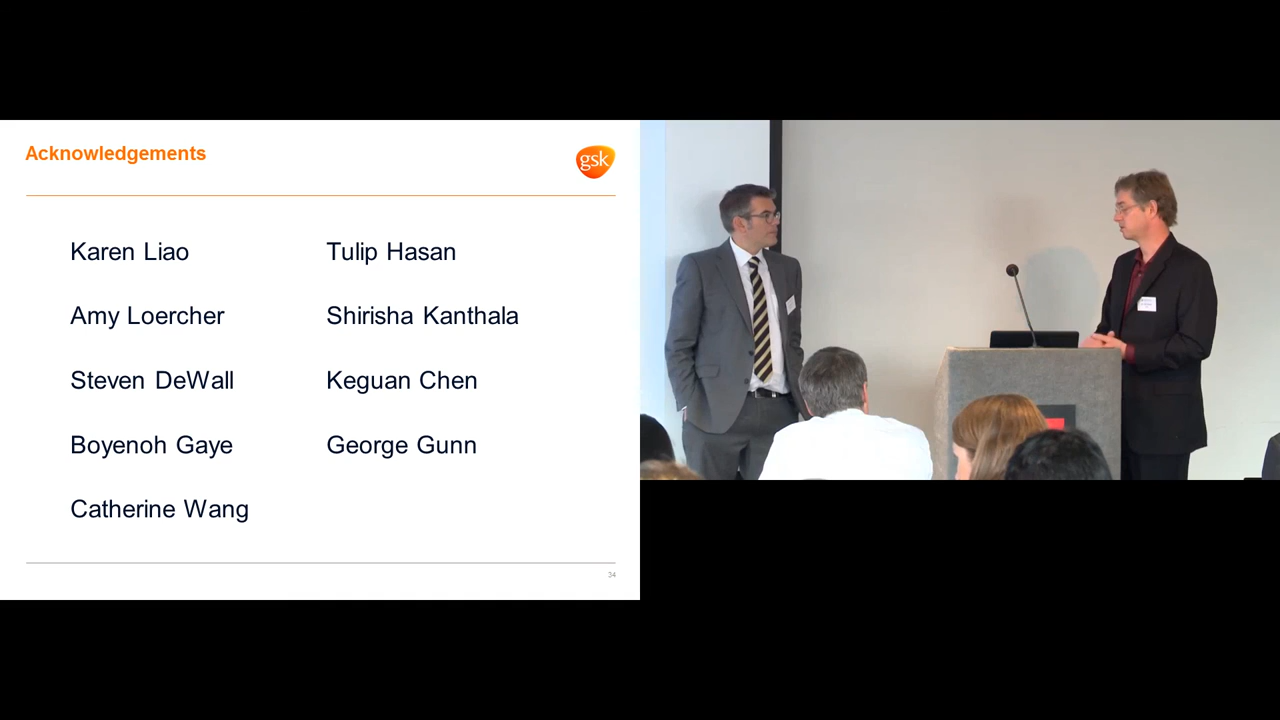 Acknowledgements
gsk
Karen Liao
Tulip Hasan
Amy Loercher
Shirisha Kanthala
Steven DeWall
Keguan Chen
Boyenoh Gaye
George Gunn
Catherine Wang
34